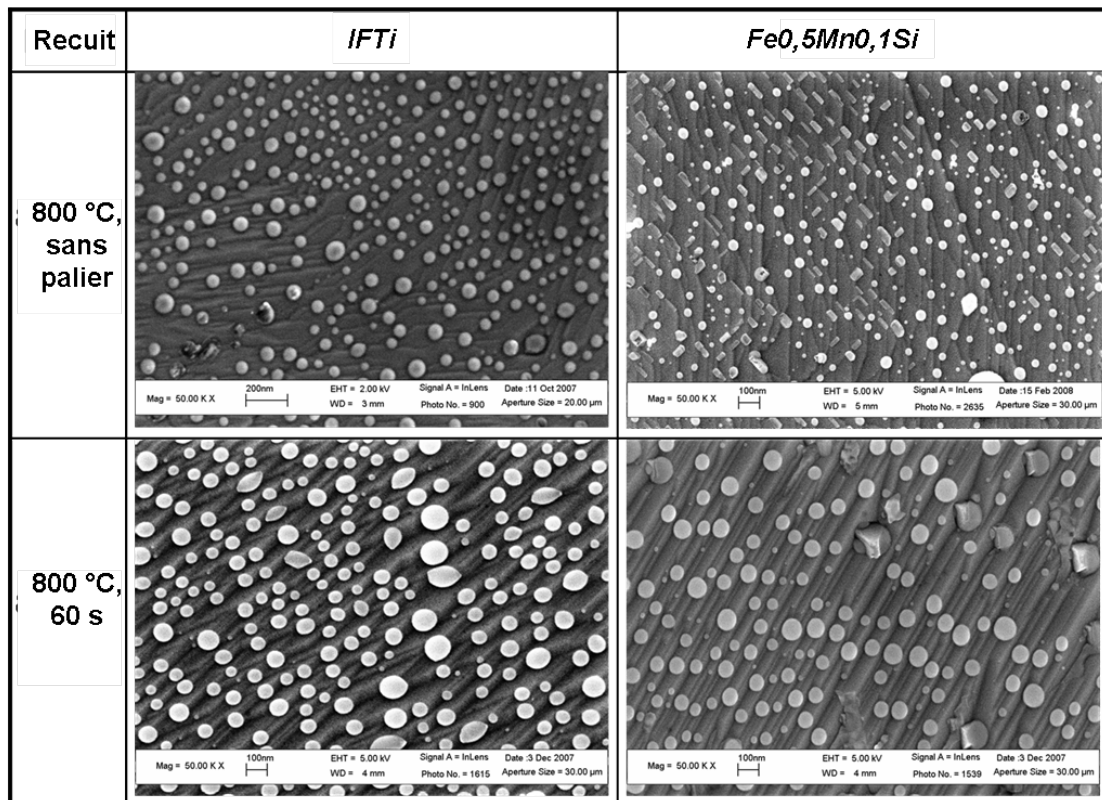 Recuit IFTi Fe0,5Mn0,1Si
800 °C, sans palier
Mag = 50.00 K X 200nm EHT = 2.00 kV Signal A = InLens Date :11 Oct 2007
WD = 3 mm Photo No. = 900 Aperture Size = 20.00 µm
Mag = 50.00 K X 100nm EHT = 5.00 kV Signal A = InLens Date :15 Feb 2008
WD = 5 mm Photo No. = 2635 Aperture Size = 30.00 µm
800 °C, 60 s
Mag = 50.00 K X 100nm EHT = 5.00 kV Signal A = InLens Date :3 Dec 2007
WD = 4 mm Photo No. = 1615 Aperture Size = 30.00 µm
Mag = 50.00 K X 100nm EHT = 5.00 kV Signal A = InLens Date :3 Dec 2007
WD = 4 mm Photo No. = 1539 Aperture Size = 30.00 µm